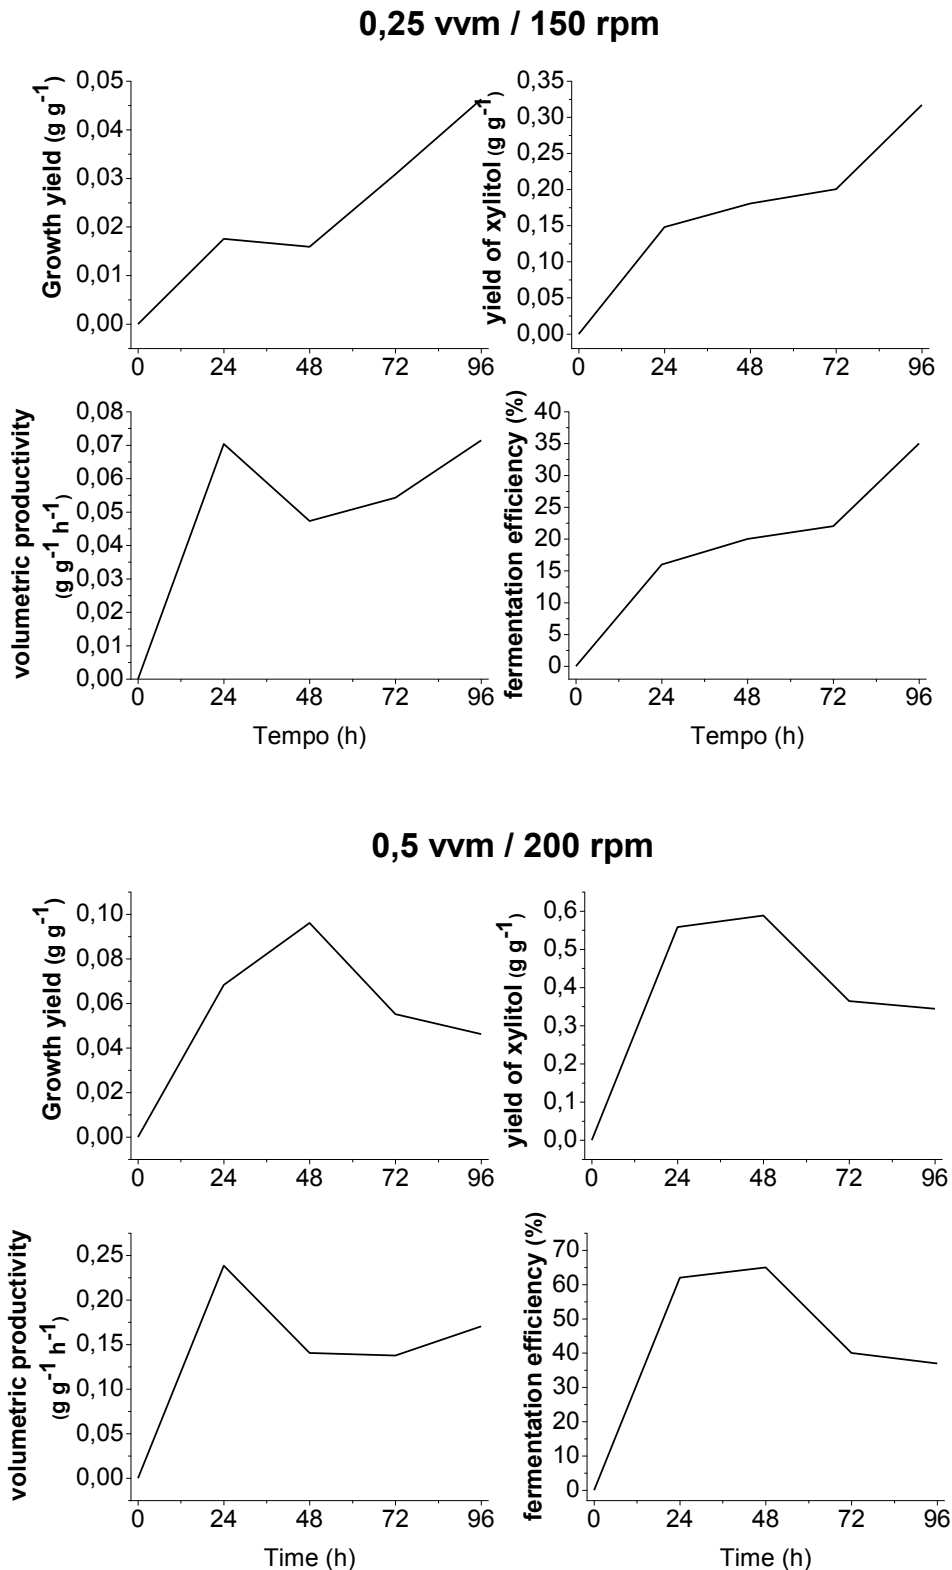 0,25 vvm / 150 rpm
Growth yield (g g⁻¹)
0,05
0,04
0,03
0,02
0,01
0,00
0 24 48 72 96
yield of xylitol (g g⁻¹)
0,35
0,30
0,25
0,20
0,15
0,10
0,05
0,00
0 24 48 72 96
volumetric productivity
(g g⁻¹ h⁻¹)
0,08
0,07
0,06
0,05
0,04
0,03
0,02
0,01
0,00
0 24 48 72 96
Tempo (h)
fermentation efficiency (%)
40
35
30
25
20
15
10
5
0
0 24 48 72 96
Tempo (h)
0,5 vvm / 200 rpm
Growth yield (g g⁻¹)
0,10
0,08
0,06
0,04
0,02
0,00
0 24 48 72 96
yield of xylitol (g g⁻¹)
0,6
0,5
0,4
0,3
0,2
0,1
0,0
0 24 48 72 96
volumetric productivity
(g g⁻¹ h⁻¹)
0,25
0,20
0,15
0,10
0,05
0,00
0 24 48 72 96
Time (h)
fermentation efficiency (%)
70
60
50
40
30
20
10
0
0 24 48 72 96
Time (h)